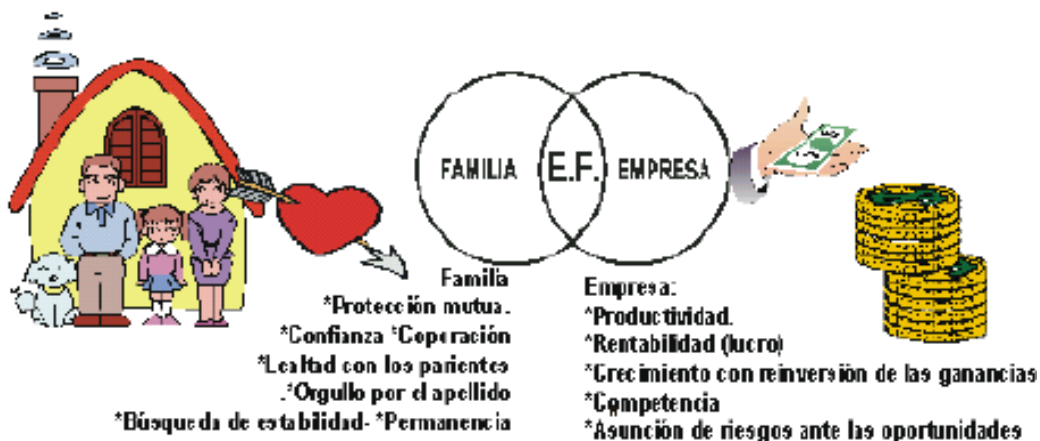 FAMILIA E.F. EMPRESA
Familia
*Protección mutua.
*Confianza *Coperación
*Lealtad con los parientes
.*Orgullo por el apellido
*Búsqueda de estabilidad- *Permanencia
Empresa:
*Productividad.
*Rentabilidad (lucro)
*Crecimiento con reinversión de las ganancias
*Competencia
*Asunción de riesgos ante las oportunidades